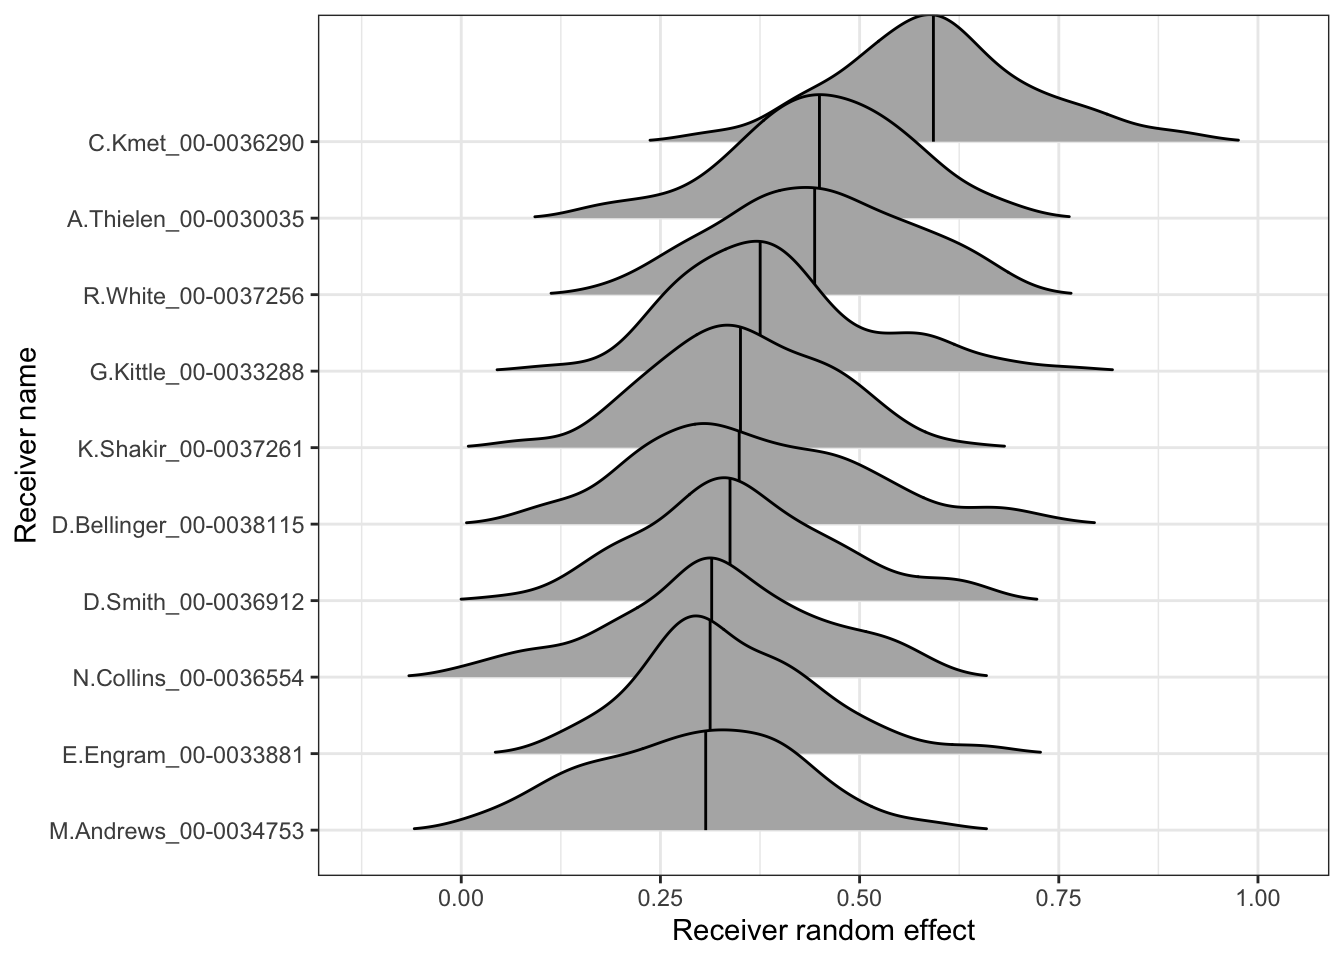 C.Kmet_00-0036290
A.Thielen_00-0030035
R.White_00-0037256
G.Kittle_00-0033288
K.Shakir_00-0037261
D.Bellinger_00-0038115
D.Smith_00-0036912
N.Collins_00-0036554
E.Engram_00-0033881
M.Andrews_00-0034753
Receiver name
0.00 0.25 0.50 0.75 1.00
Receiver random effect